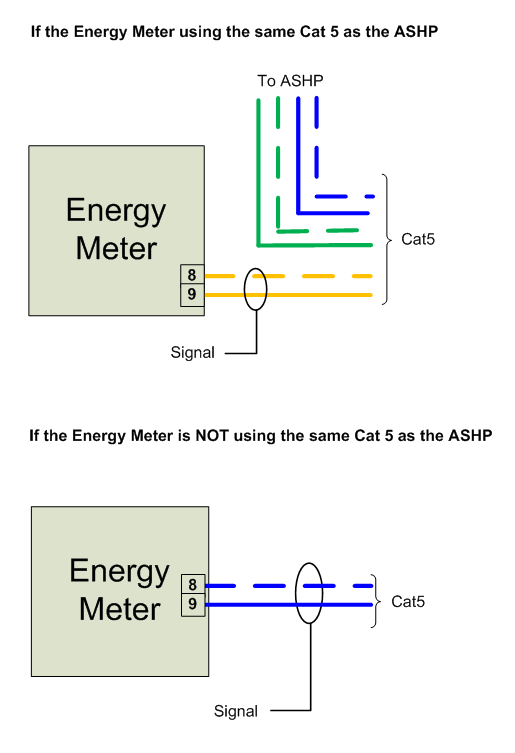 If the Energy Meter using the same Cat 5 as the ASHP
To ASHP
Energy
Meter
Cat5
8
9
Signal
If the Energy Meter is NOT using the same Cat 5 as the ASHP
Energy
Meter
8
9
Cat5
Signal